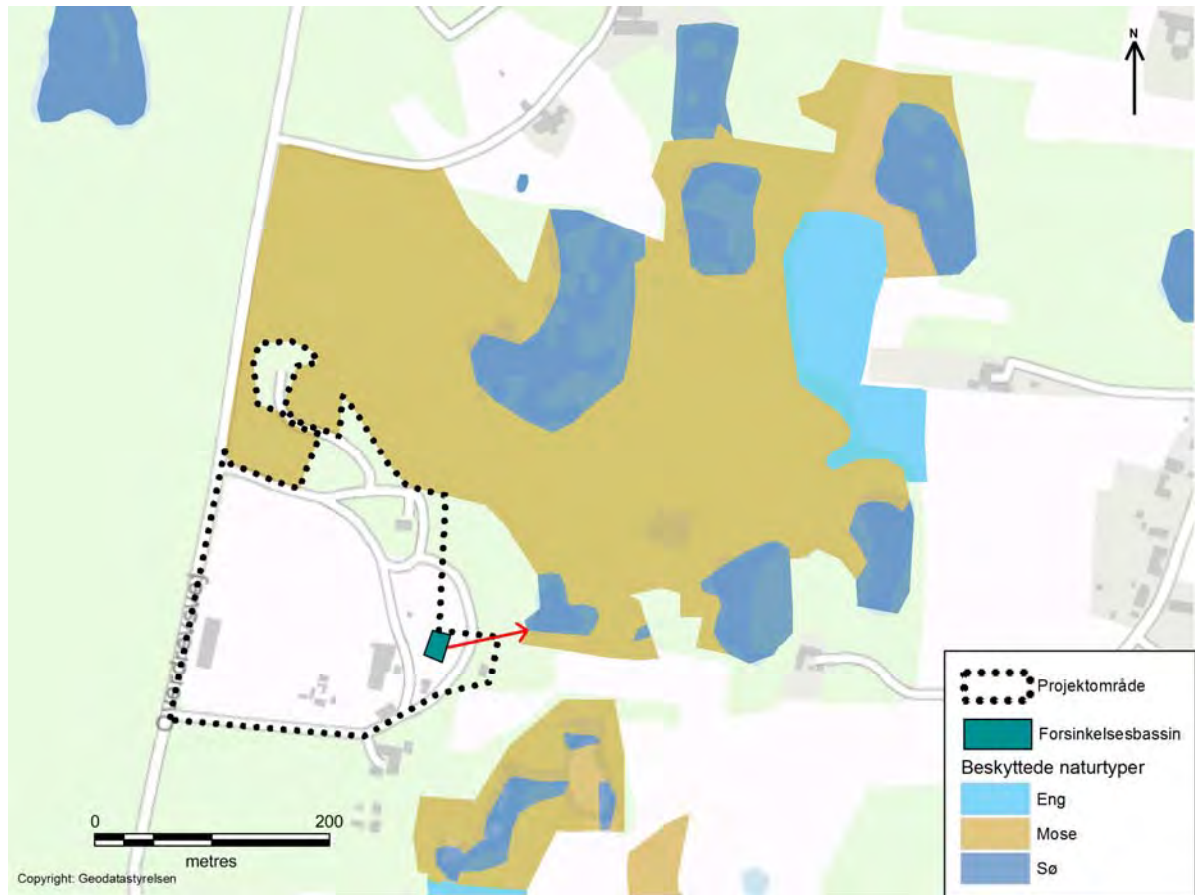 N
Projektområde
Forsinkelsesbassin
Beskyttede naturtyper
Eng
Mose
Sø
0 200
metres
Copyright: Geodatastyrelsen